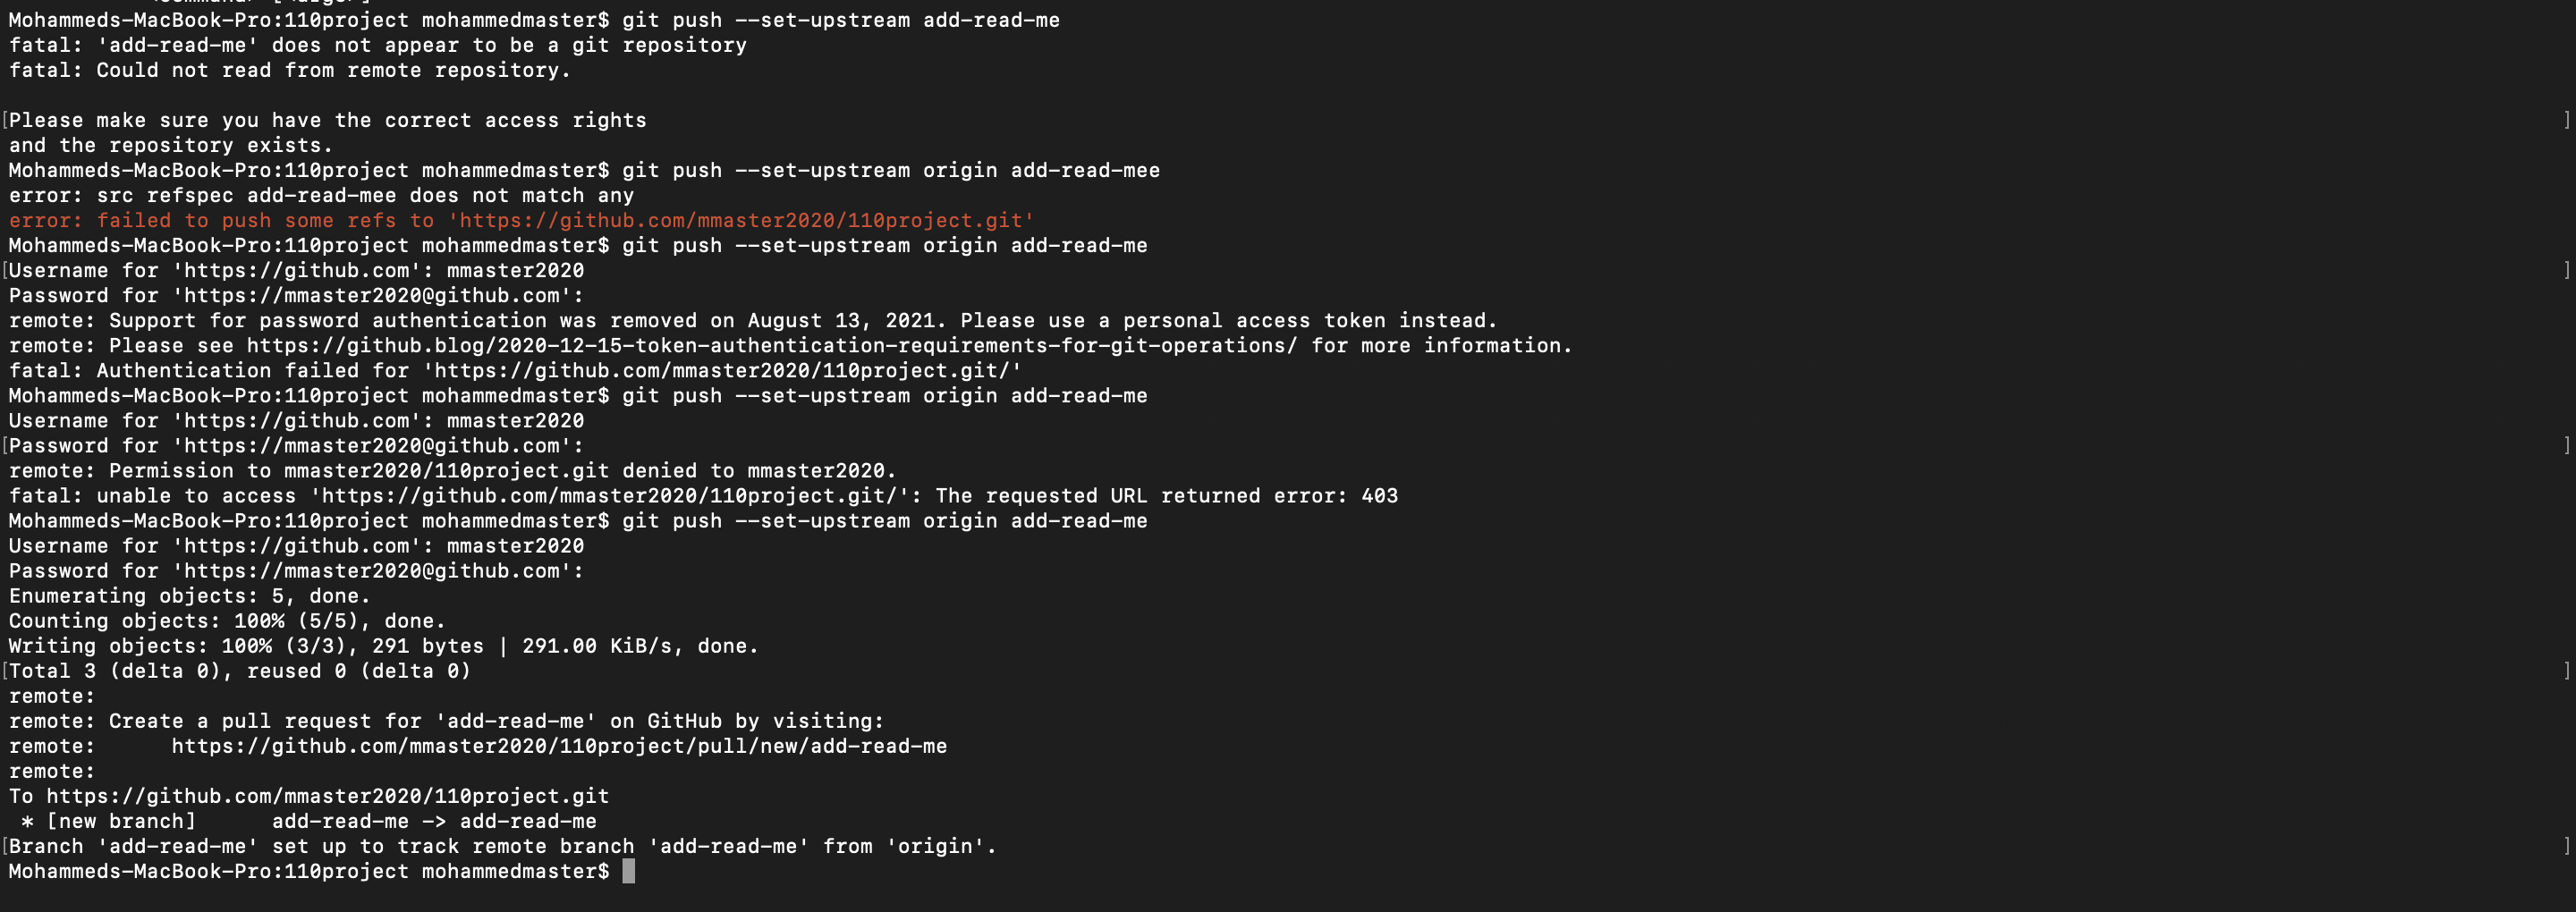 <command> [<args>]
Mohammeds-MacBook-Pro:110project mohammedmaster$ git push --set-upstream add-read-me
fatal: 'add-read-me' does not appear to be a git repository
fatal: Could not read from remote repository.
[Please make sure you have the correct access rights ]
and the repository exists.
Mohammeds-MacBook-Pro:110project mohammedmaster$ git push --set-upstream origin add-read-mee
error: src refspec add-read-mee does not match any
error: failed to push some refs to 'https://github.com/mmaster2020/110project.git'
Mohammeds-MacBook-Pro:110project mohammedmaster$ git push --set-upstream origin add-read-me
[Username for 'https://github.com': mmaster2020 ]
Password for 'https://mmaster2020@github.com':
remote: Support for password authentication was removed on August 13, 2021. Please use a personal access token instead.
remote: Please see https://github.blog/2020-12-15-token-authentication-requirements-for-git-operations/ for more information.
fatal: Authentication failed for 'https://github.com/mmaster2020/110project.git/'
Mohammeds-MacBook-Pro:110project mohammedmaster$ git push --set-upstream origin add-read-me
Username for 'https://github.com': mmaster2020
[Password for 'https://mmaster2020@github.com': ]
remote: Permission to mmaster2020/110project.git denied to mmaster2020.
fatal: unable to access 'https://github.com/mmaster2020/110project.git/': The requested URL returned error: 403
Mohammeds-MacBook-Pro:110project mohammedmaster$ git push --set-upstream origin add-read-me
Username for 'https://github.com': mmaster2020
Password for 'https://mmaster2020@github.com':
Enumerating objects: 5, done.
Counting objects: 100% (5/5), done.
Writing objects: 100% (3/3), 291 bytes | 291.00 KiB/s, done.
[Total 3 (delta 0), reused 0 (delta 0) ]
remote:
remote: Create a pull request for 'add-read-me' on GitHub by visiting:
remote:      https://github.com/mmaster2020/110project/pull/new/add-read-me
remote:
To https://github.com/mmaster2020/110project.git
 * [new branch]      add-read-me -> add-read-me
[Branch 'add-read-me' set up to track remote branch 'add-read-me' from 'origin'. ]
Mohammeds-MacBook-Pro:110project mohammedmaster$